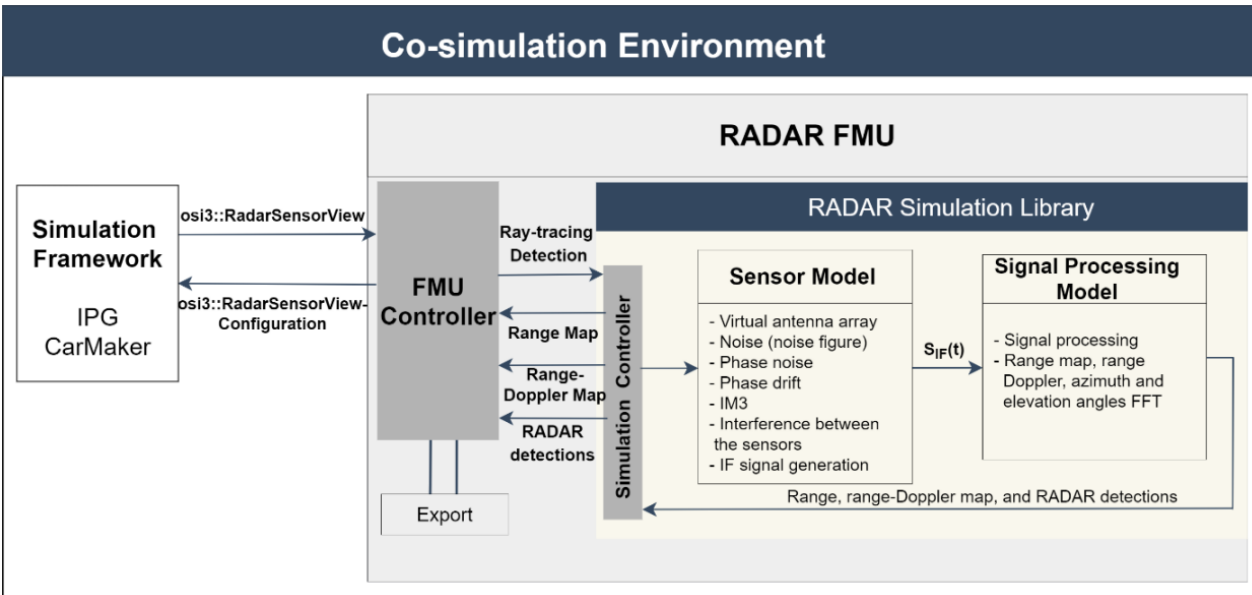 Co-simulation Environment
RADAR FMU
Simulation
Framework
IPG
CarMaker
osi3::RadarSensorView
osi3::RadarSensorView-
Configuration
FMU
Controller
Export
Ray-tracing
Detection
Range Map
Range-
Doppler Map
RADAR
detections
RADAR Simulation Library
Simulation Controller
Sensor Model
- Virtual antenna array
- Noise (noise figure)
- Phase noise
- Phase drift
- IM3
- Interference between
the sensors
- IF signal generation
SIF(t)
Signal Processing
Model
- Signal processing
- Range map, range
Doppler, azimuth and
elevation angles FFT
Range, range-Doppler map, and RADAR detections